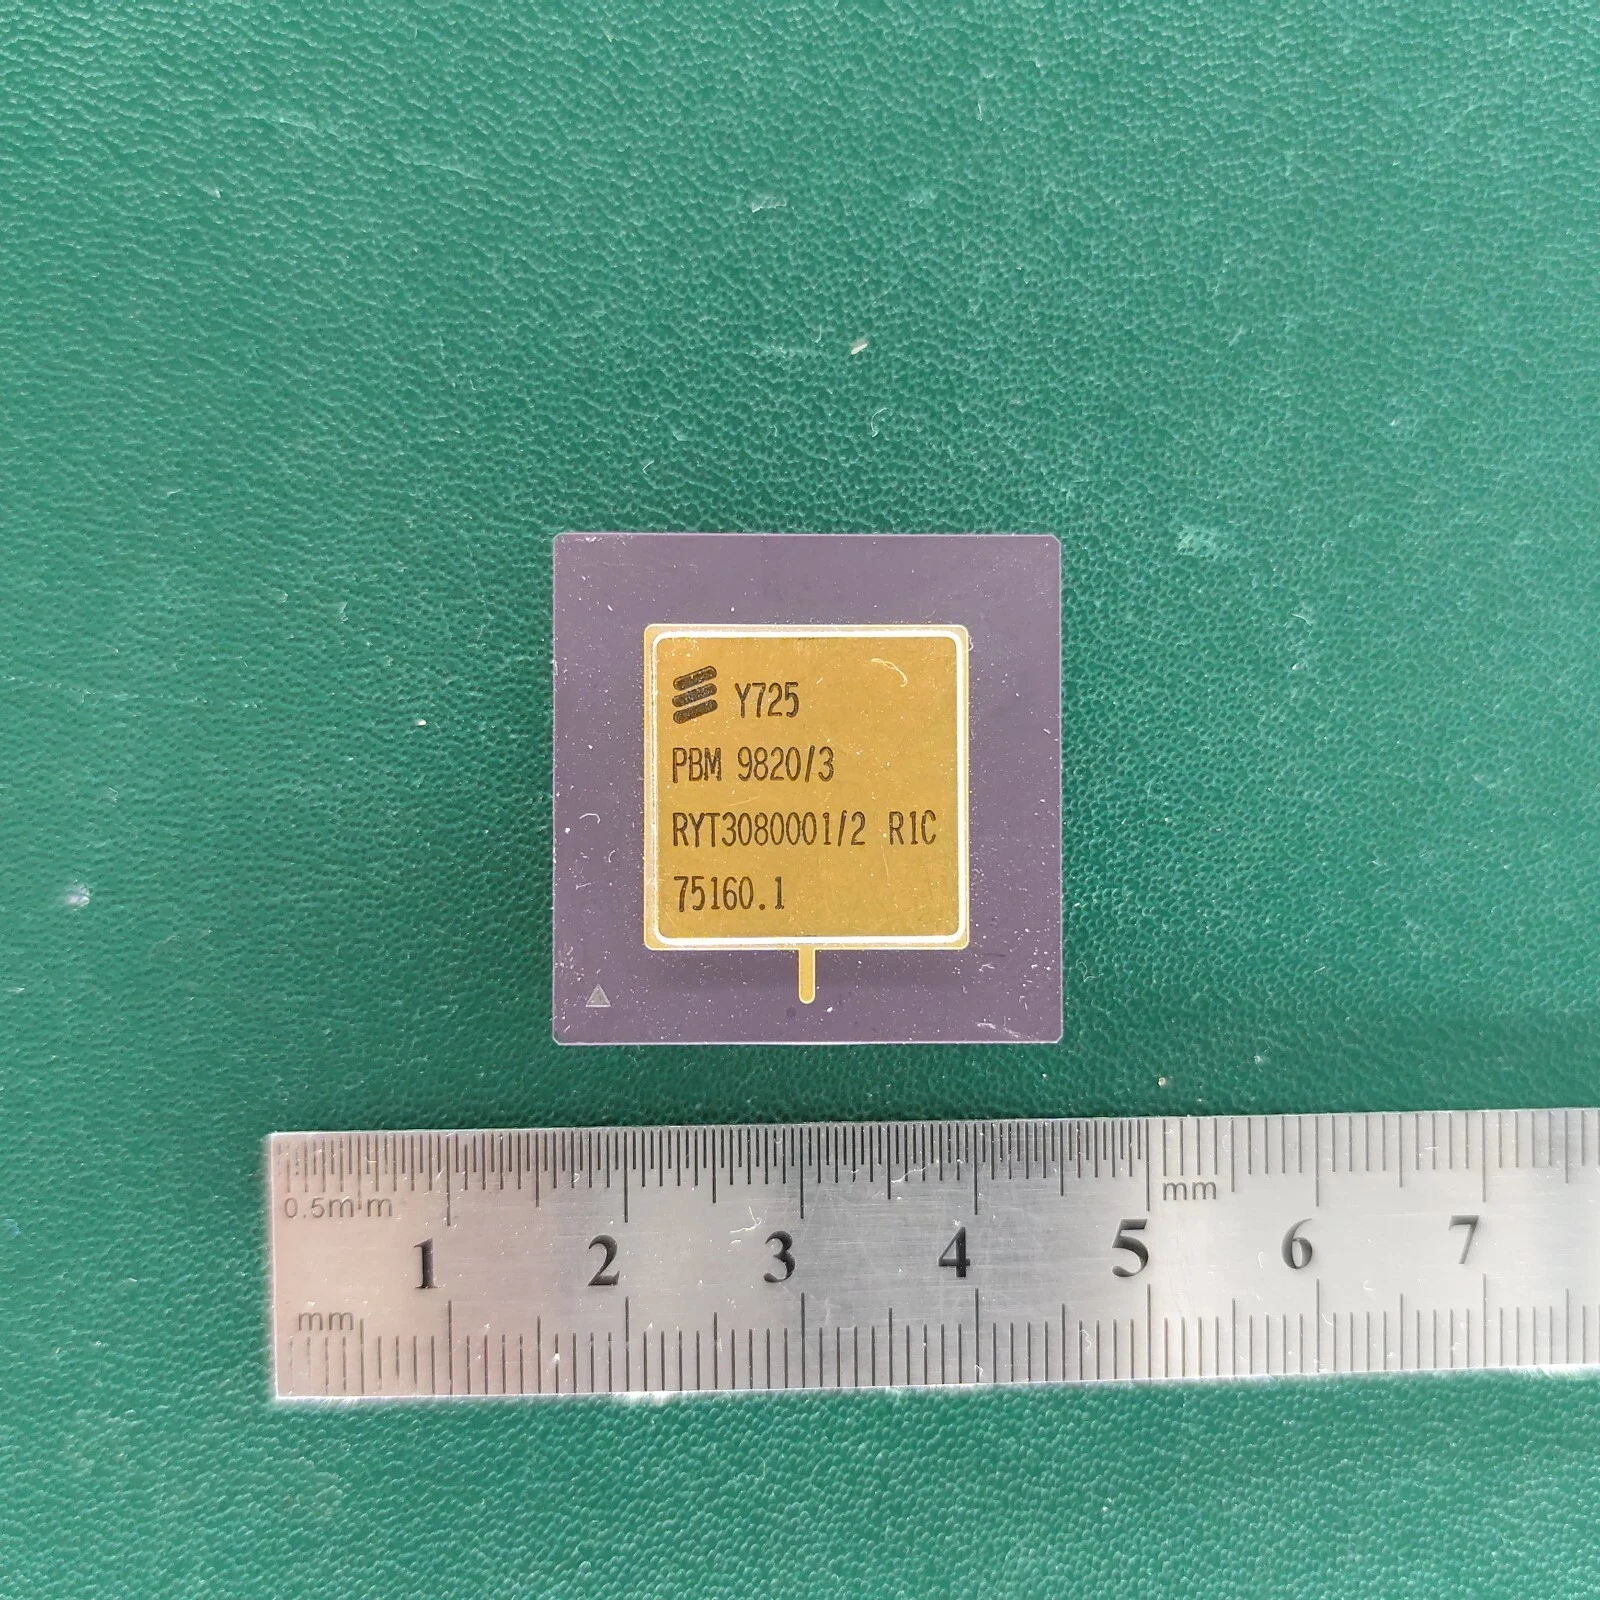 Y725
PBM 9820/3
RYT3080001/2 R1C
75160.1
0.5mm
mm
1 2 3 4 5 6 7
mm